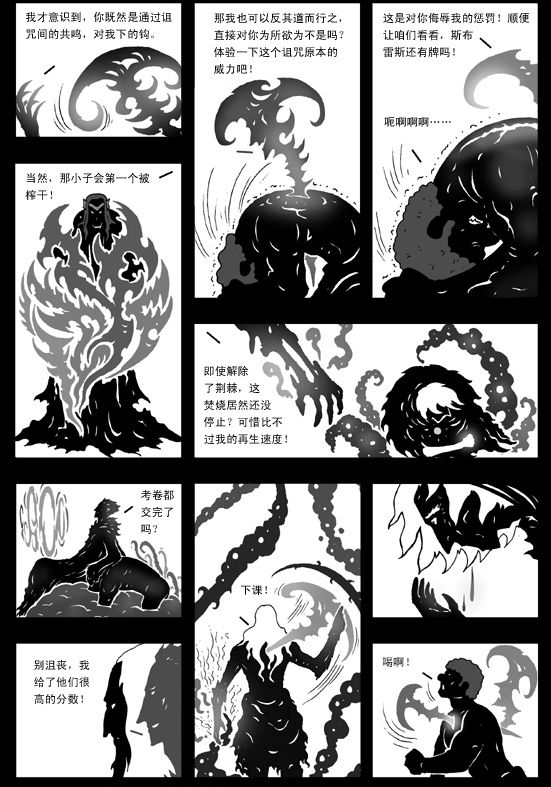 我才意识到，你既然是通过诅
咒间的共鸣，对我下的钩。
那我也可以反其道而行之，
直接对你为所欲为不是吗？
体验一下这个诅咒原本的
威力吧！
这是对你侮辱我的惩罚！顺便
让咱们看看，斯布
雷斯还有牌吗！
呃啊啊啊……
当然，那小子会第一个被
榨干！
即使解除
了荆棘，这
焚烧居然还没
停止？可惜比不
过我的再生速度！
考卷都
交完了
吗？
下课！
别沮丧，我
给了他们很
高的分数！
喝啊！